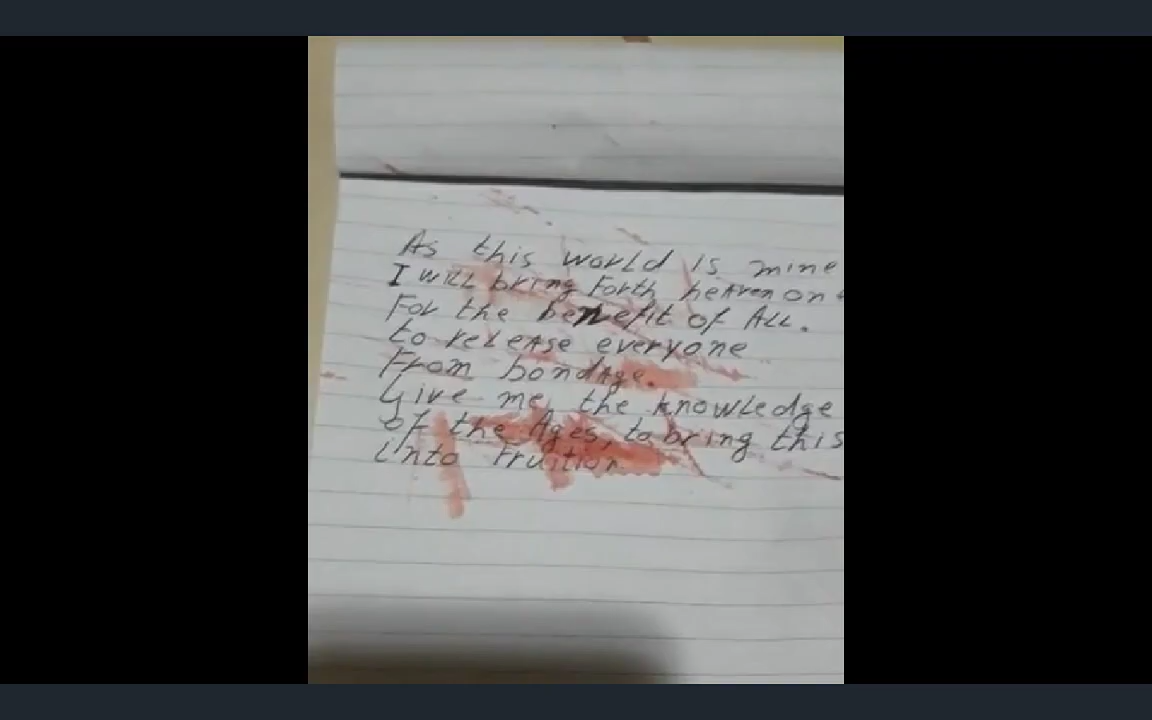 As this world is mine
I will bring forth heaven on
For the benefit of All.
to release everyone
From bondage.
Give me, the knowledge
of the Ages, to bring this
into Fruition